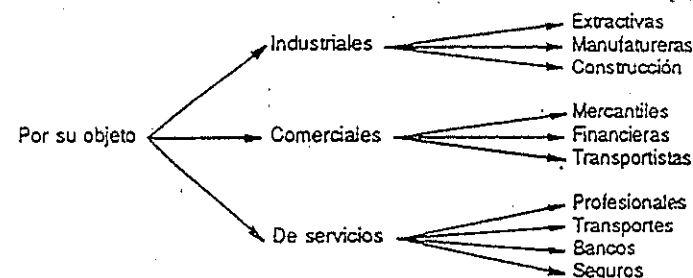 Por su objeto
Industriales
Extractivas
Manufatureras
Construcción
Comerciales
Mercantiles
Financieras
Transportistas
De servicios
Profesionales
Transportes
Bancos
Seguros